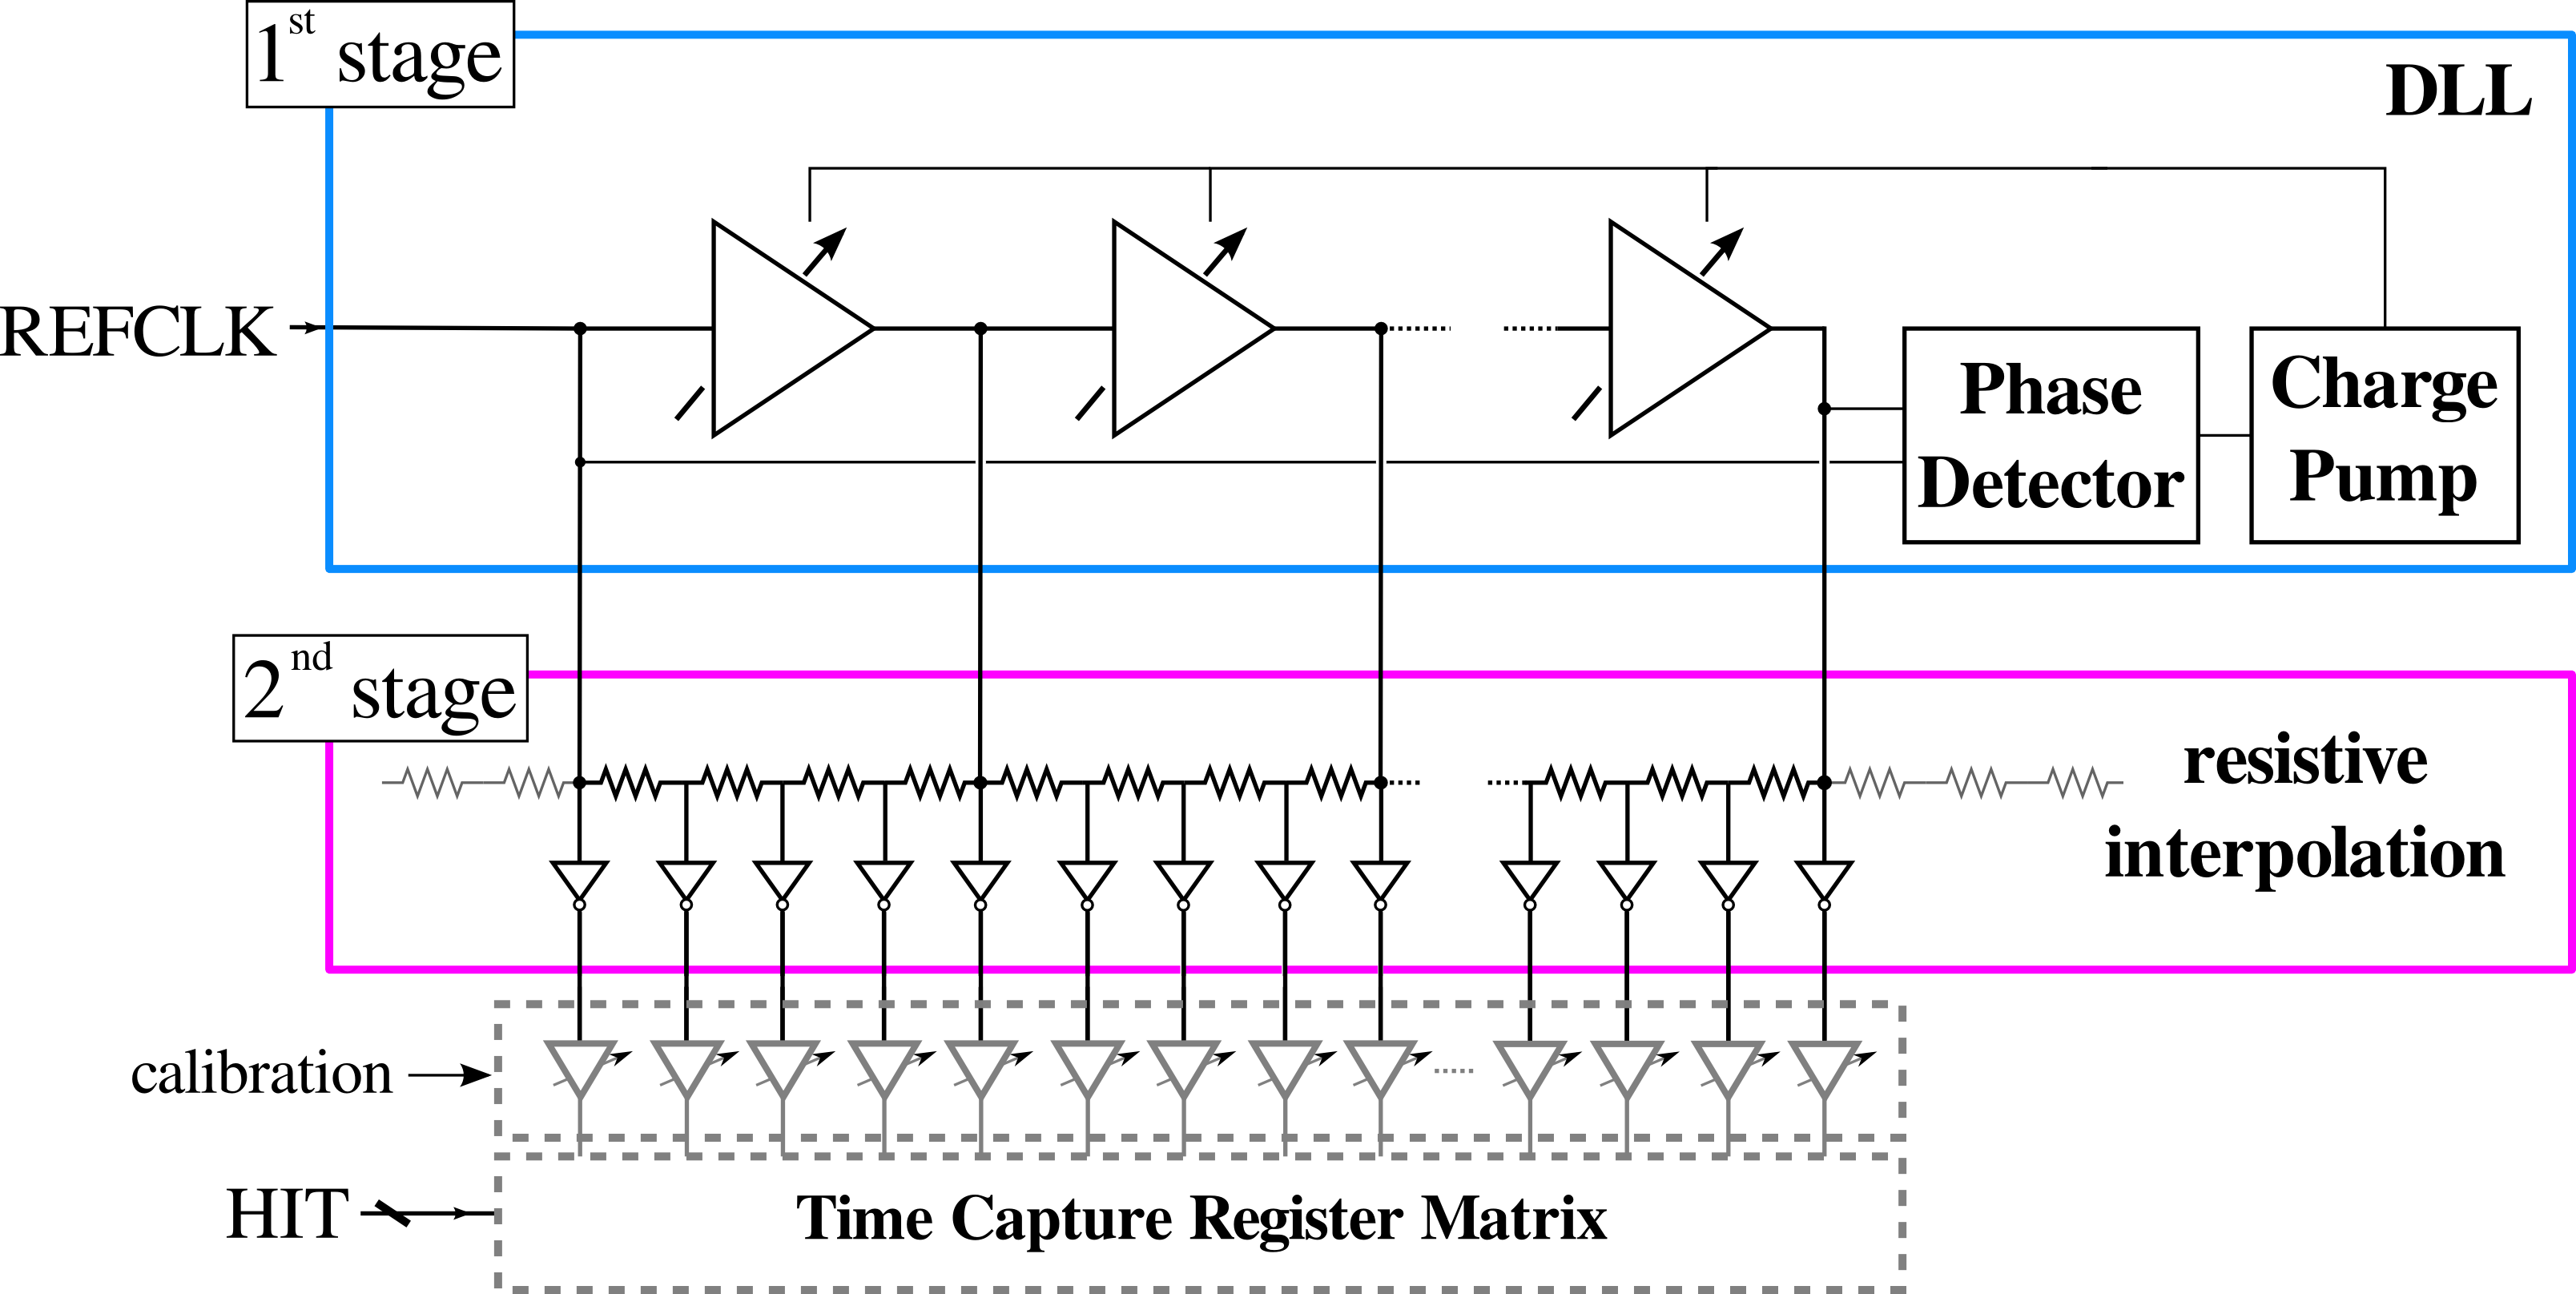 1st stage
DLL
REFCLK
Phase
Detector
Charge
Pump
2nd stage
resistive
interpolation
calibration
HIT
Time Capture Register Matrix